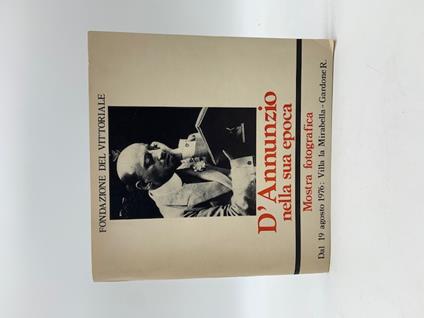 FONDAZIONE DEL VITTORIALE
D'Annunzio
nella sua epoca
Mostra fotografica
Dal 19 agosto 1976: Villa la Mirabella - Gardone R.